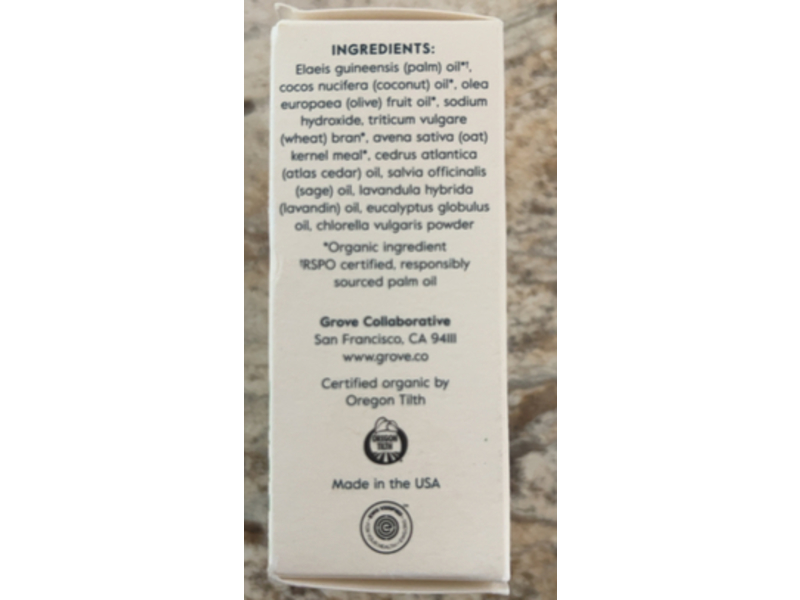 INGREDIENTS:
Elaeis guineensis (palm) oil*†,
cocos nucifera (coconut) oil*, olea
europaea (olive) fruit oil*, sodium
hydroxide, triticum vulgare
(wheat) bran*, avena sativa (oat)
kernel meal*, cedrus atlantica
(atlas cedar) oil, salvia officinalis
(sage) oil, lavandula hybrida
(lavandin) oil, eucalyptus globulus
oil, chlorella vulgaris powder
*Organic ingredient
†RSPO certified, responsibly
sourced palm oil
Grove Collaborative
San Francisco, CA 94111
www.grove.co
Certified organic by
Oregon Tilth
OREGON
TILTH
Made in the USA